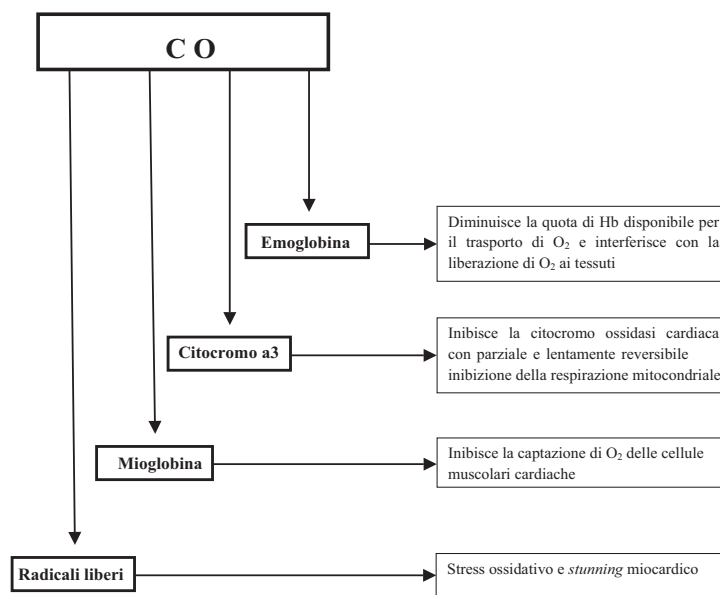 C O
Emoglobina
Diminuisce la quota di Hb disponibile per
il trasporto di O₂ e interferisce con la
liberazione di O₂ ai tessuti
Citocromo a3
Inibisce la citocromo ossidasi cardiaca
con parziale e lentamente reversibile
inibizione della respirazione mitocondriale
Mioglobina
Inibisce la captazione di O₂ delle cellule
muscolari cardiache
Radicali liberi
Stress ossidativo e stunning miocardico